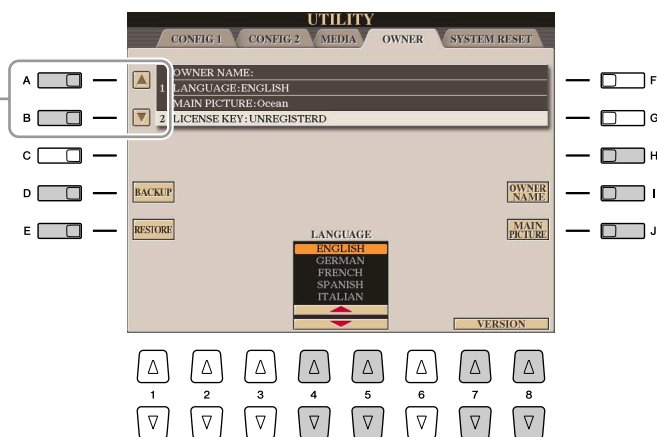 UTILITY
CONFIG 1 CONFIG 2 MEDIA OWNER SYSTEM RESET
OWNER NAME:
1 LANGUAGE:ENGLISH
MAIN PICTURE:Ocean
2 LICENSE KEY:UNREGISTERD
A
B
C
D
E
F
G
H
I
J
BACKUP
RESTORE
OWNER
NAME
MAIN
PICTURE
LANGUAGE
ENGLISH
GERMAN
FRENCH
SPANISH
ITALIAN
VERSION
1 2 3 4 5 6 7 8